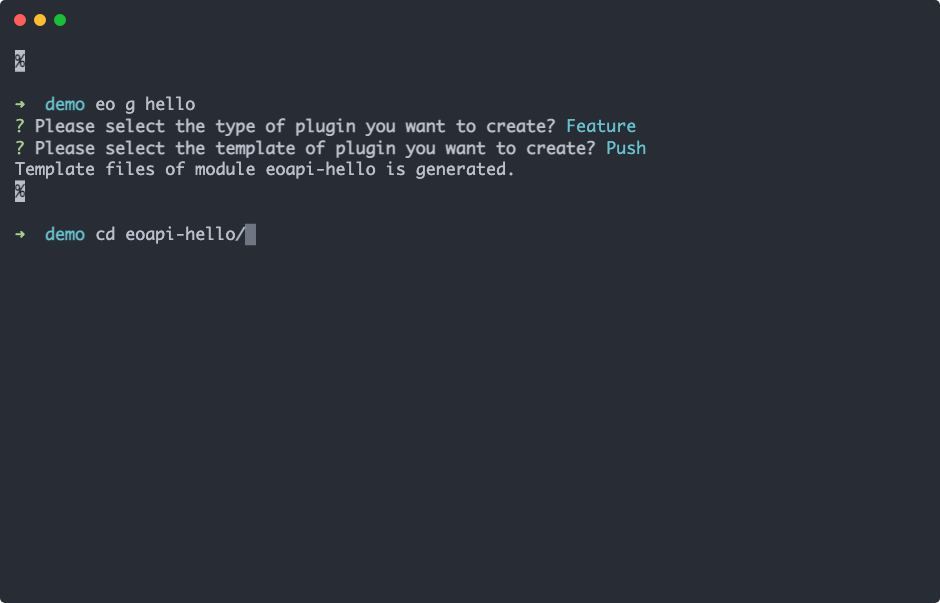 %
➜  demo eo g hello
? Please select the type of plugin you want to create? Feature
? Please select the template of plugin you want to create? Push
Template files of module eoapi-hello is generated.
%
➜  demo cd eoapi-hello/